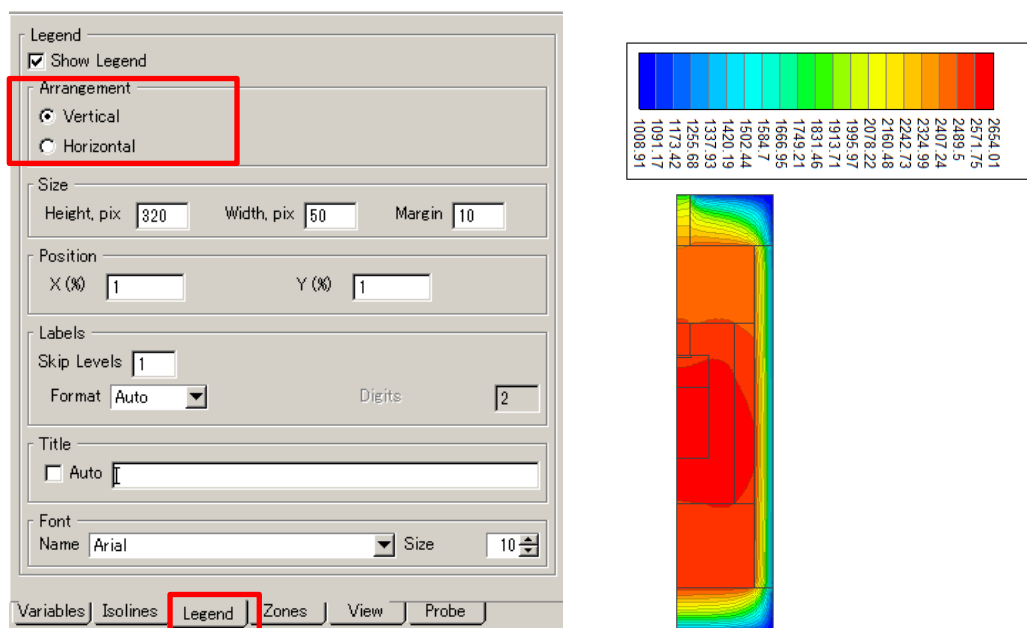 Legend
Show Legend
Arrangement
Vertical
Horizontal
Size
Height, pix 320 Width, pix 50 Margin 10
Position
X (%) 1 Y (%) 1
Labels
Skip Levels 1
Format Auto Digits 2
Title
Auto
Font
Name Arial Size 10
Variables Isolines Legend Zones View Probe
1008.91
1091.17
1173.42
1255.68
1337.93
1420.19
1502.44
1584.7
1666.95
1749.21
1831.46
1913.71
1995.97
2078.22
2160.48
2242.73
2324.99
2407.24
2489.5
2571.75
2654.01